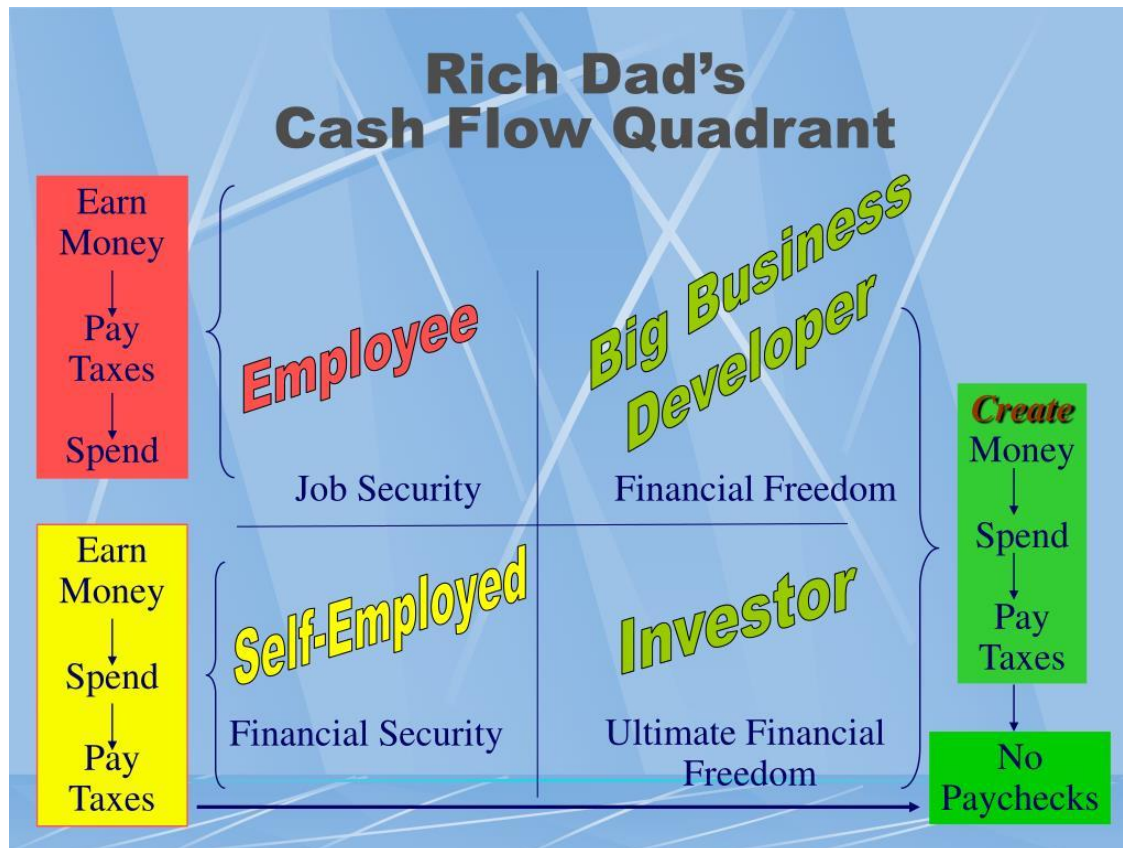 Rich Dad's
Cash Flow Quadrant
Earn
Money
Pay
Taxes
Spend
Employee
Job Security
Big Business
Developer
Financial Freedom
Earn
Money
Spend
Pay
Taxes
Self-Employed
Financial Security
Investor
Ultimate Financial
Freedom
Create
Money
Spend
Pay
Taxes
No
Paychecks